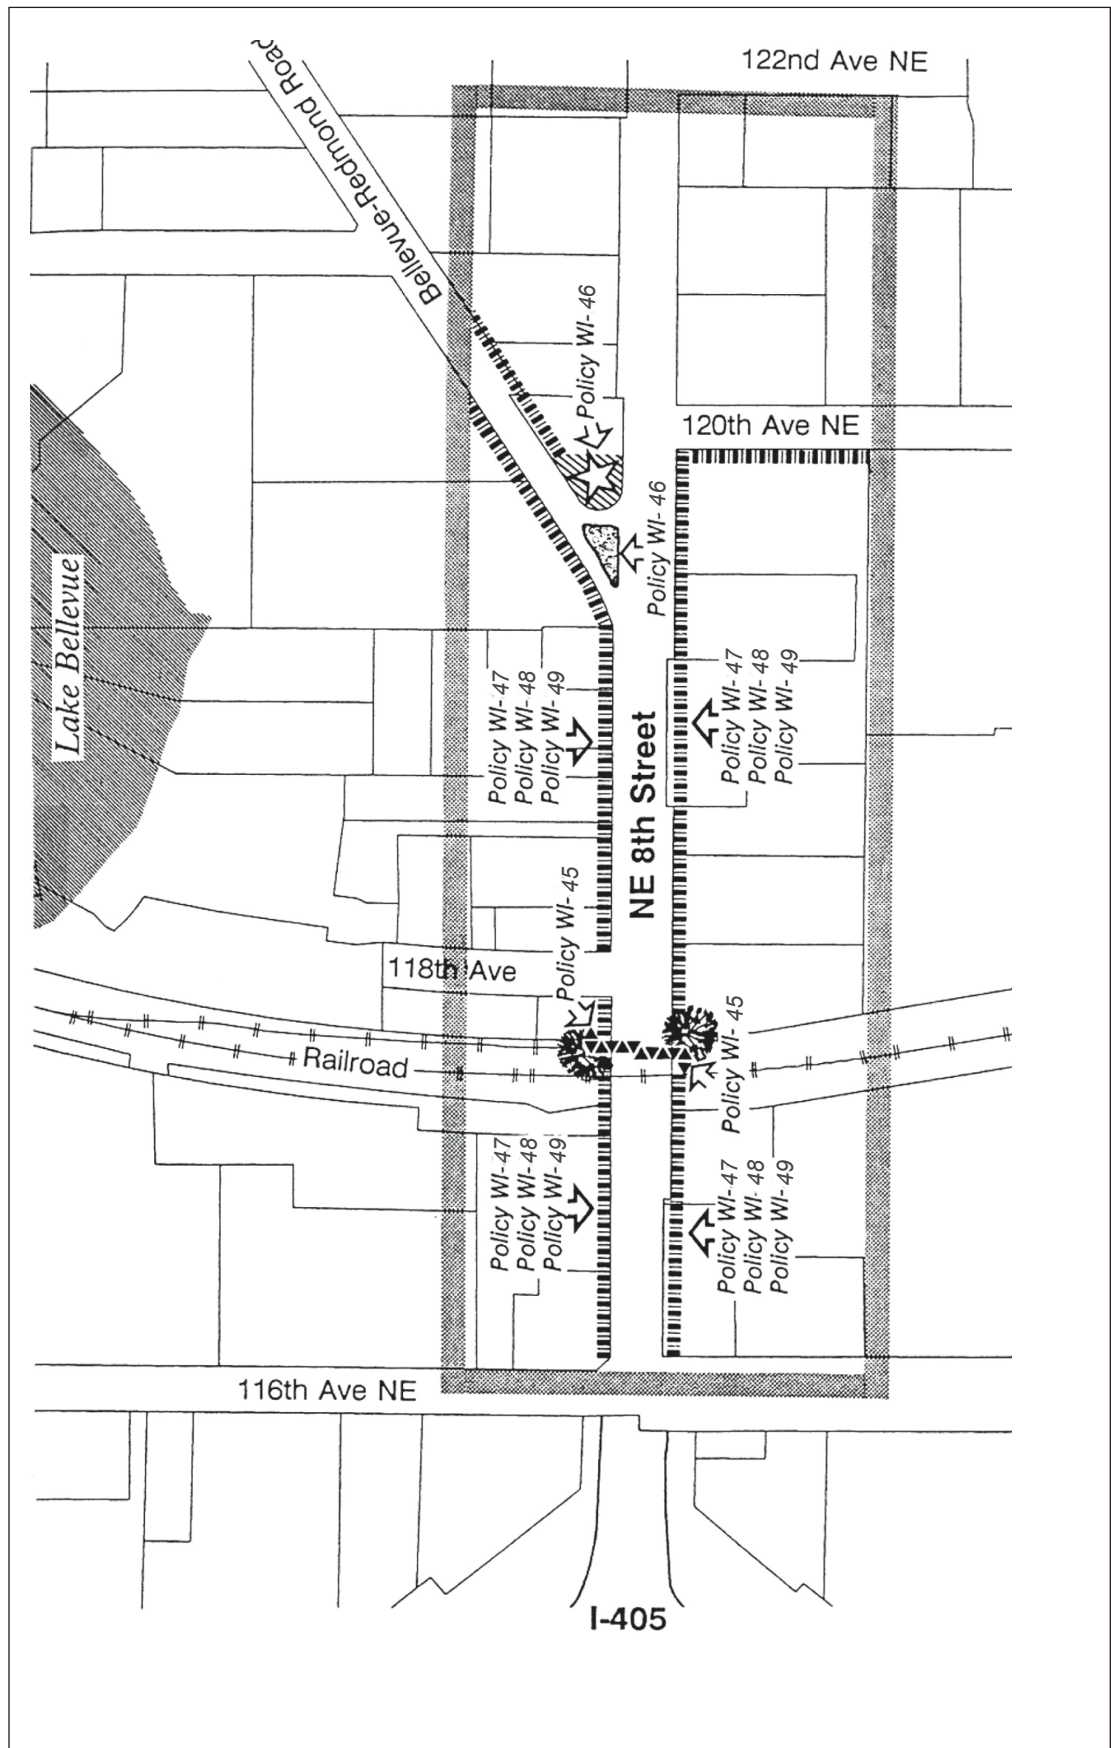 122nd Ave NE
Bellevue-Redmond Road
Policy WI-46
120th Ave NE
Policy WI-46
Lake Bellevue
Policy WI-47
Policy WI-48
Policy WI-49
NE 8th Street
Policy WI-47
Policy WI-48
Policy WI-49
Policy WI-45
118th Ave
Policy WI-45
Railroad
Policy WI-47
Policy WI-48
Policy WI-49
Policy WI-47
Policy WI-48
Policy WI-49
116th Ave NE
I-405